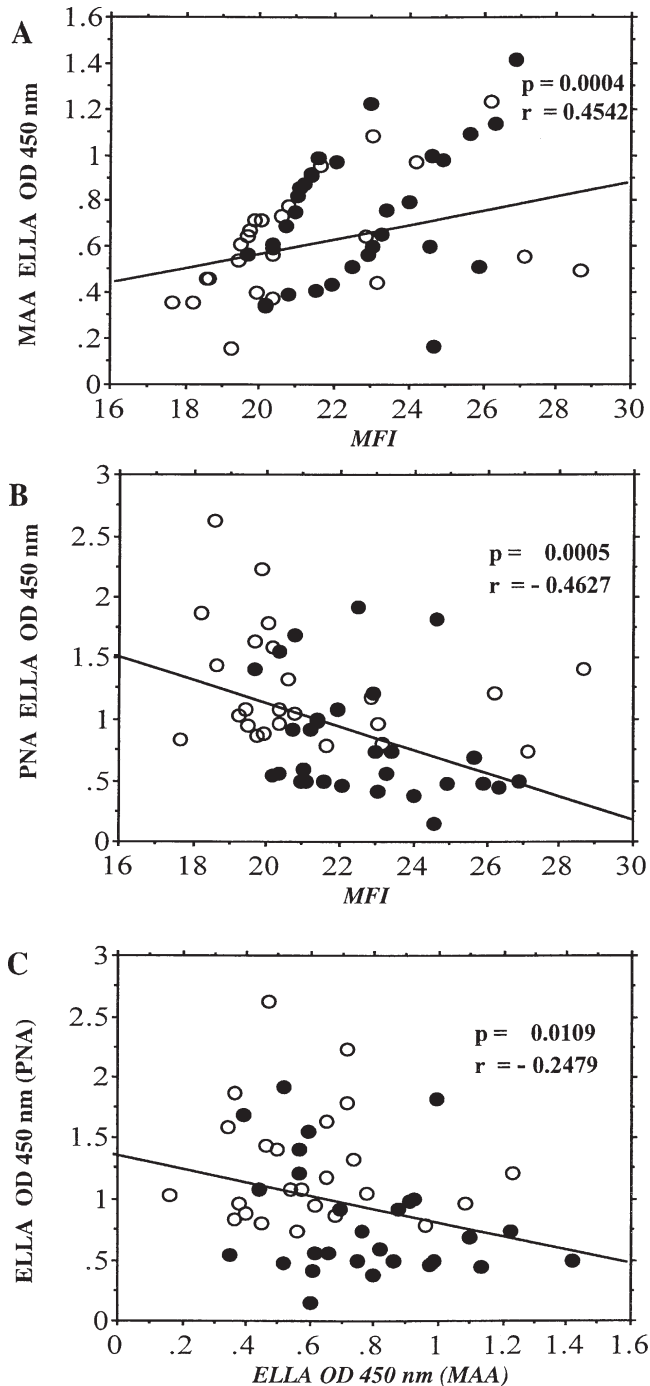 A
MAA ELLA OD 450 nm
1.6
1.4
1.2
1
.8
.6
.4
.2
0
p = 0.0004
r = 0.4542
16 18 20 22 24 26 28 30
MFI
B
PNA ELLA OD 450 nm
3
2.5
2
1.5
1
.5
0
p = 0.0005
r = - 0.4627
16 18 20 22 24 26 28 30
MFI
C
ELLA OD 450 nm (PNA)
3
2.5
2
1.5
1
.5
0
p = 0.0109
r = - 0.2479
0 .2 .4 .6 .8 1 1.2 1.4 1.6
ELLA OD 450 nm (MAA)